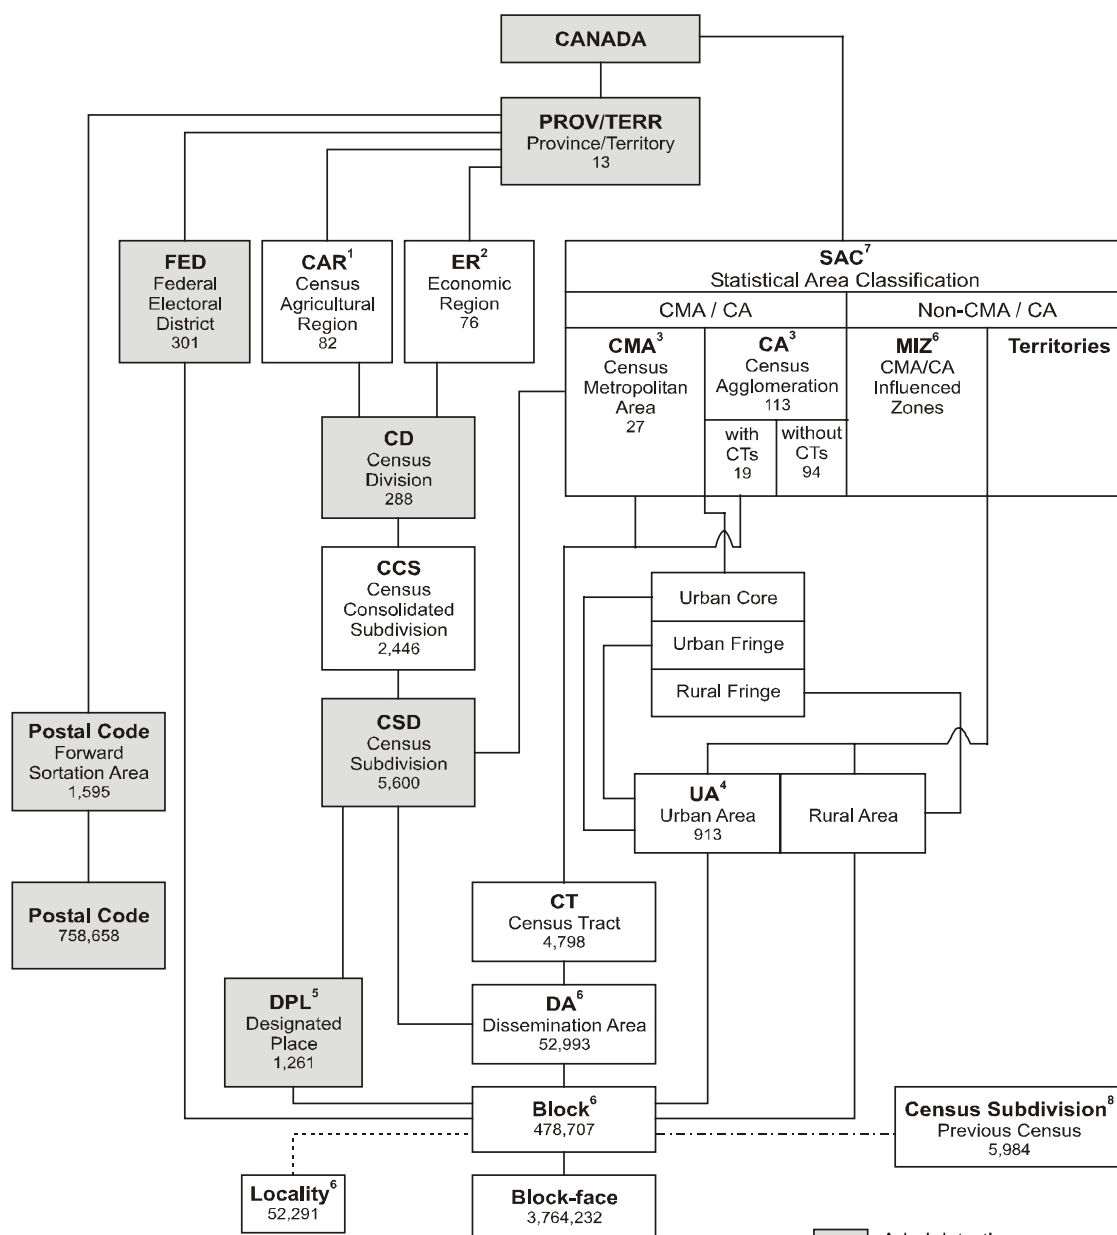 CANADA
PROV/TERR
Province/Territory
13
FED
Federal
Electoral
District
301
CAR1
Census
Agricultural
Region
82
ER2
Economic
Region
76
SAC7
Statistical Area Classification
CMA / CA
Non-CMA / CA
CMA3
Census
Metropolitan
Area
27
CA3
Census
Agglomeration
113
with
CTs
19
without
CTs
94
MIZ6
CMA/CA
Influenced
Zones
Territories
CD
Census
Division
288
CCS
Census
Consolidated
Subdivision
2,446
Urban Core
Urban Fringe
Rural Fringe
Postal Code
Forward
Sortation Area
1,595
CSD
Census
Subdivision
5,600
UA4
Urban Area
913
Rural Area
Postal Code
758,658
CT
Census Tract
4,798
DPL5
Designated
Place
1,261
DA6
Dissemination Area
52,993
Block6
478,707
Census Subdivision8
Previous Census
5,984
Locality6
52,291
Block-face
3,764,232